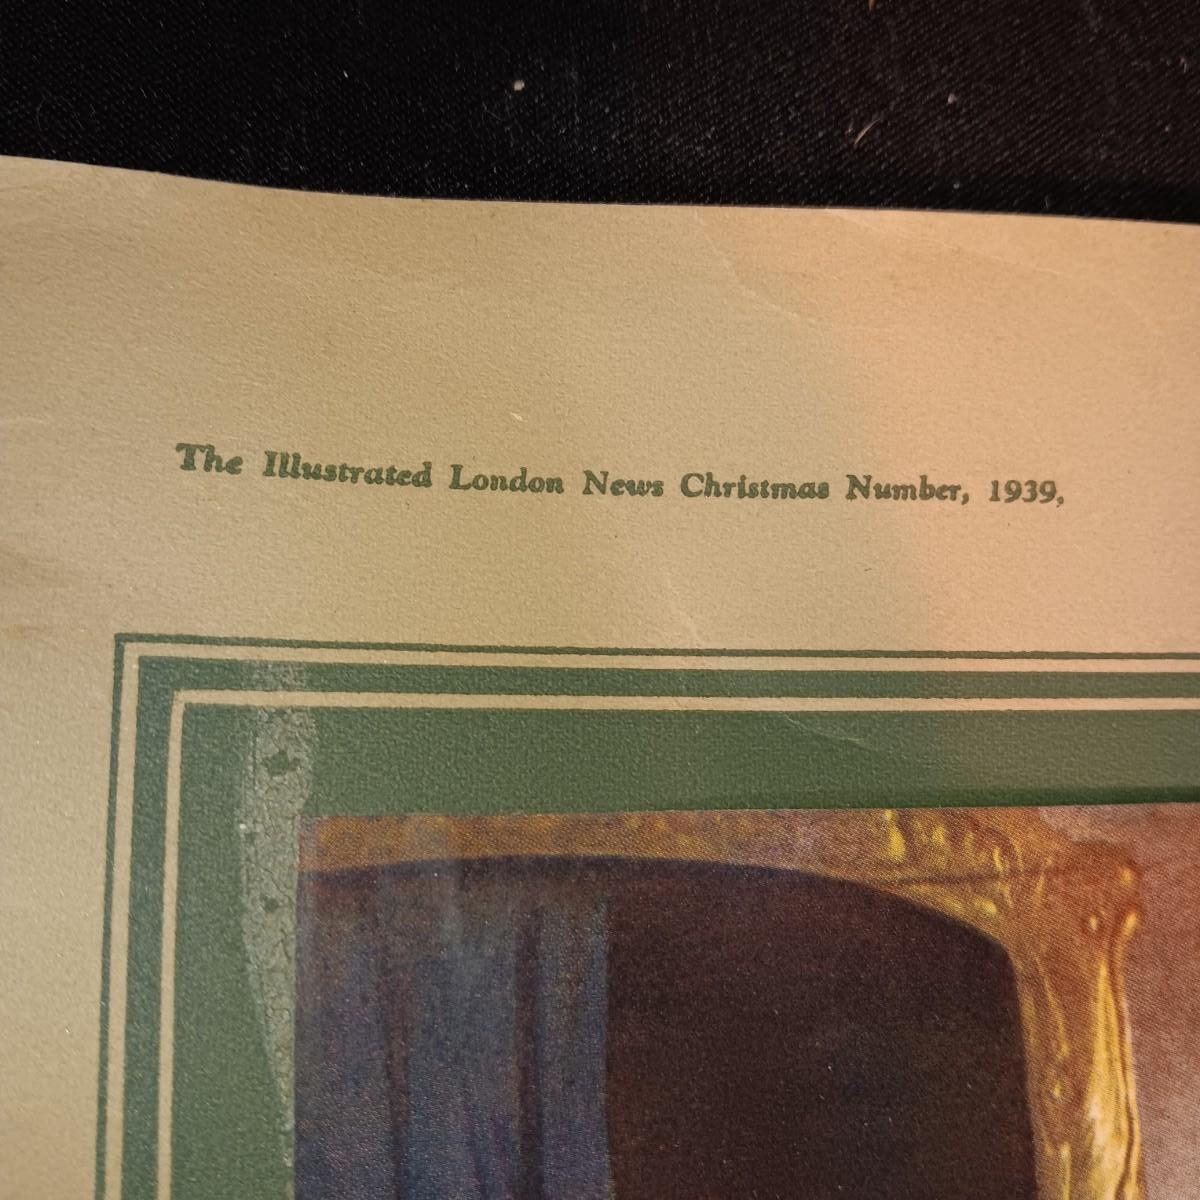 The Illustrated London News Christmas Number, 1939,